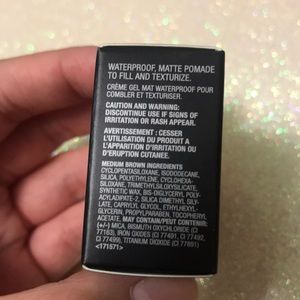 WATERPROOF, MATTE POMADE
TO FILL AND TEXTURIZE.
CRÈME GEL MAT WATERPROOF POUR
COMBLER ET TEXTURISER.
CAUTION AND WARNING:
DISCONTINUE USE IF SIGNS OF
IRRITATION OR RASH APPEAR.
AVERTISSEMENT : CESSER
L'UTILISATION DU PRODUIT A
L'APPARITION D'IRRITATION OU
D'ERUPTION CUTANEE.
MEDIUM BROWN INGREDIENTS
CYCLOPENTASILOXANE, ISODODECANE,
SILICA, POLYETHYLENE, CYCLOHEXA-
SILOXANE, TRIMETHYLSILOXYSILICATE,
SYNTHETIC WAX, BIS-DIGLYCERYL POLY-
ACYLADIPATE-2, SILICA DIMETHYL SILY-
LATE, CAPRYLYL GLYCOL, ETHYLHEXYL
GLYCERIN, PROPYLPARABEN, TOCOPHERYL
ACETATE. MAY CONTAIN/PEUT CONTENIR:
(+/-) MICA, BISMUTH OXYCHLORIDE (CI
77163), IRON OXIDES (CI 77491, CI 77492,
CI 77499), TITANIUM DIOXIDE (CI 77891)
<171571>